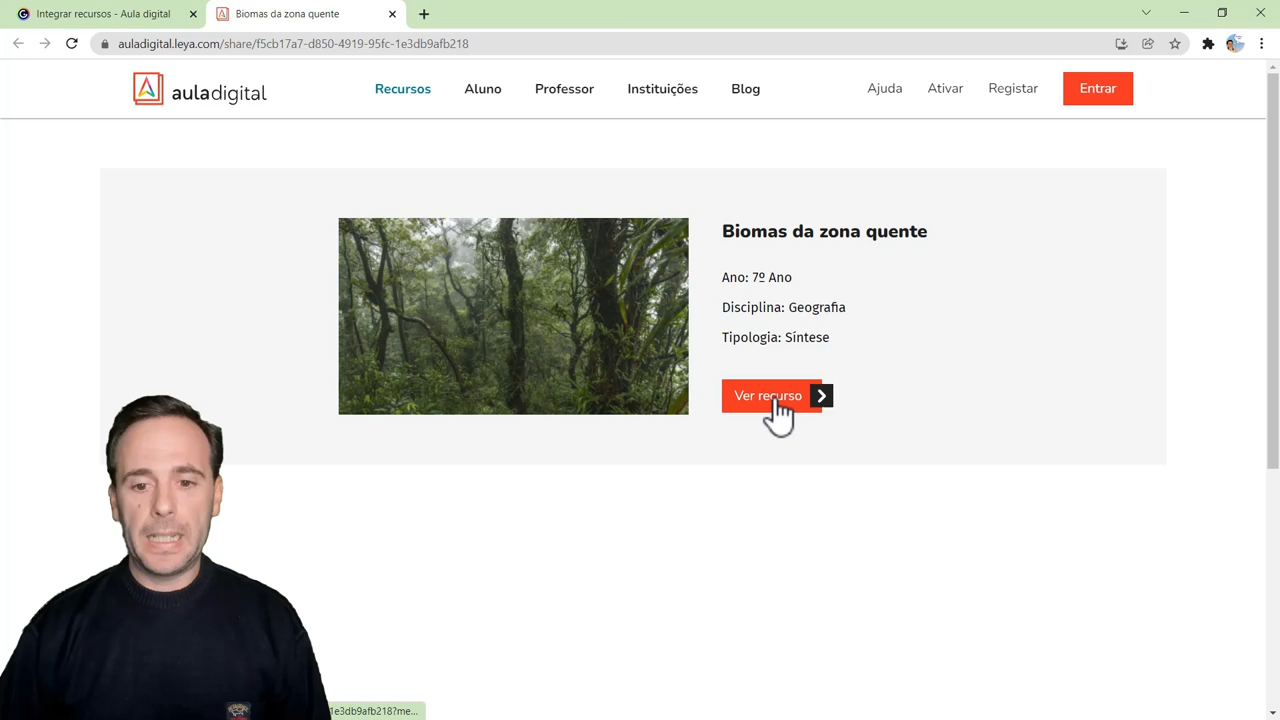 Integrar recursos - Aula digital
Biomas da zona quente
auladigital.leya.com/share/f5cb17a7-d850-4919-95fc-1e3db9afb218
auladigital
Recursos
Aluno
Professor
Instituições
Blog
Ajuda
Ativar
Registar
Entrar
Biomas da zona quente
Ano: 7º Ano
Disciplina: Geografia
Tipologia: Síntese
Ver recurso
1e3db9afb218?me...